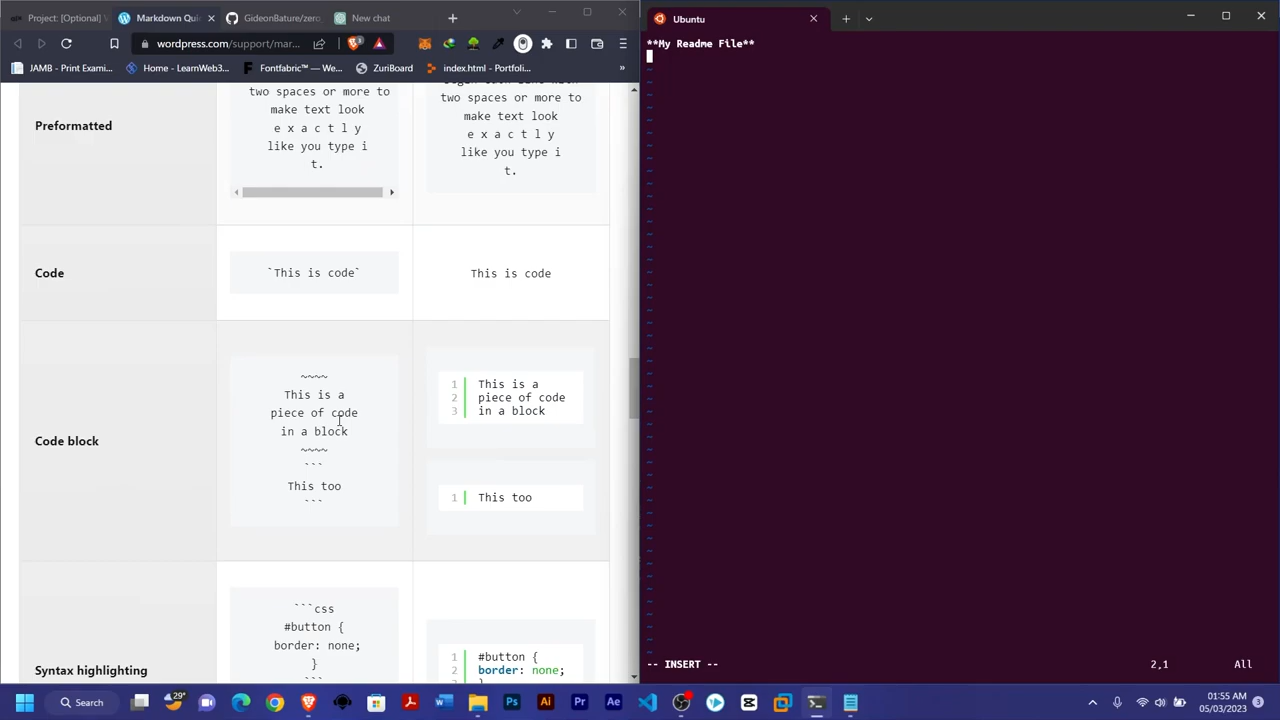 Project: [G
Markdown Qui
GideonBature/zero_
New chat
Ubuntu
wordpress.com/support/mar...
JAMB - Print Exami...
Home - LearnWo...
Fontfabric™ — We...
ZuriBoard
index.html - Portfoli...
»
two spaces or more to
make text look
e x a c t l y
like you type i
t.
two spaces or more to
make text look
e x a c t l y
like you type i
t.
reformatted
Code
`This is code`
This is code
Code block
~~~~
This is a
piece of code
in a block
~~~~
```
This too
```
1 This is a
2 piece of code
3 in a block
1 This too
Syntax highlighting
``css
#button {
border: none;
}
```
1 #button {
2 border: none;
**My Readme File**
-- INSERT --
2,1
All
29°
Search
01:55 AM
05/03/2023